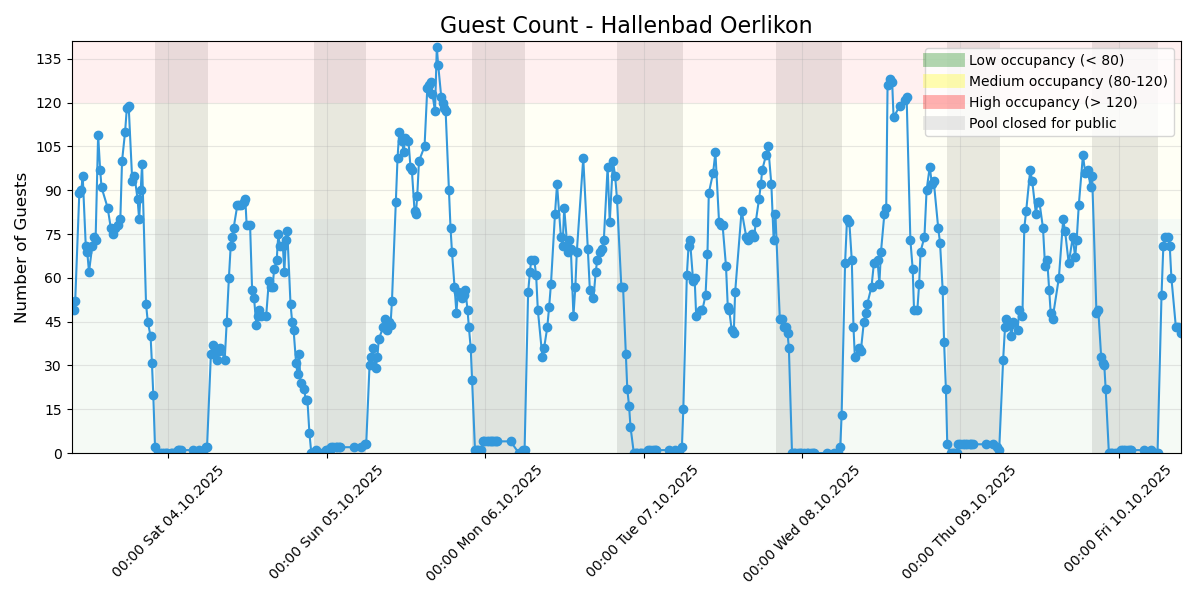 Guest Count - Hallenbad Oerlikon
Number of Guests
135
120
105
90
75
60
45
30
15
0
Low occupancy (< 80)
Medium occupancy (80-120)
High occupancy (> 120)
Pool closed for public
00:00 Sat 04.10.2025
00:00 Sun 05.10.2025
00:00 Mon 06.10.2025
00:00 Tue 07.10.2025
00:00 Wed 08.10.2025
00:00 Thu 09.10.2025
00:00 Fri 10.10.2025